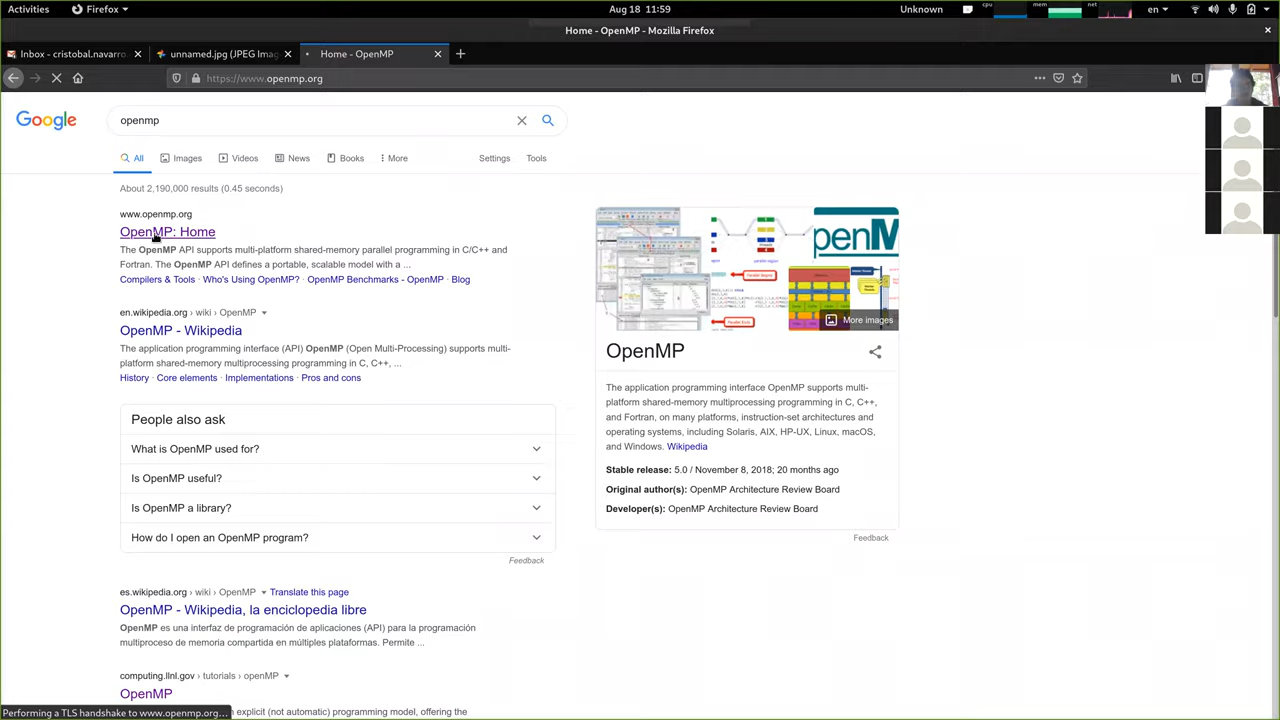 Activities
Firefox
Aug 18 11:59
Unknown
cpu
mem
net
en
Home - OpenMP - Mozilla Firefox
Inbox - cristobal.navarro
unnamed.jpg (JPEG Imag
Home - OpenMP
https://www.openmp.org
Google
openmp
All
Images
Videos
News
Books
More
Settings
Tools
About 2,190,000 results (0.45 seconds)
www.openmp.org
OpenMP: Home
The OpenMP API supports multi-platform shared-memory parallel programming in C/C++ and
Fortran. The OpenMP API defines a portable, scalable model with a ...
Compilers & Tools · Who's Using OpenMP? · OpenMP Benchmarks - OpenMP · Blog
en.wikipedia.org › wiki › OpenMP
OpenMP - Wikipedia
The application programming interface (API) OpenMP (Open Multi-Processing) supports multi-
platform shared-memory multiprocessing programming in C, C++, ...
History · Core elements · Implementations · Pros and cons
People also ask
What is OpenMP used for?
Is OpenMP useful?
Is OpenMP a library?
How do I open an OpenMP program?
Feedback
es.wikipedia.org › wiki › OpenMP
Translate this page
OpenMP - Wikipedia, la enciclopedia libre
OpenMP es una interfaz de programación de aplicaciones (API) para la programación
multiproceso de memoria compartida en múltiples plataformas. Permite ...
computing.llnl.gov › tutorials › openMP
OpenMP
explicit (not automatic) programming model, offering the
Performing a TLS handshake to www.openmp.org...
penM
More images
OpenMP
The application programming interface OpenMP supports multi-
platform shared-memory multiprocessing programming in C, C++,
and Fortran, on many platforms, instruction-set architectures and
operating systems, including Solaris, AIX, HP-UX, Linux, macOS,
and Windows. Wikipedia
Stable release: 5.0 / November 8, 2018; 20 months ago
Original author(s): OpenMP Architecture Review Board
Developer(s): OpenMP Architecture Review Board
Feedback